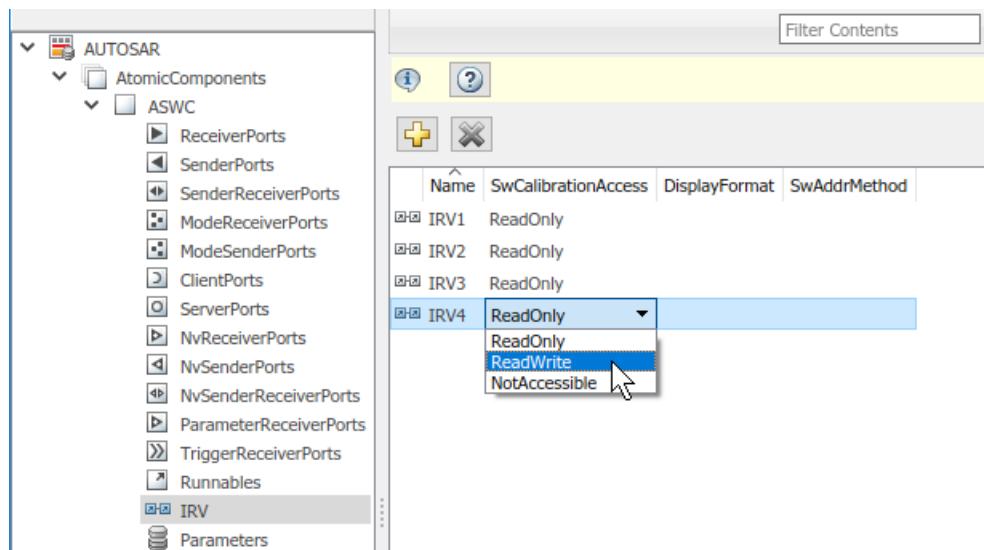 Filter Contents
AUTOSAR
AtomicComponents
ASWC
ReceiverPorts
SenderPorts
SenderReceiverPorts
ModeReceiverPorts
ModeSenderPorts
ClientPorts
ServerPorts
NvReceiverPorts
NvSenderPorts
NvSenderReceiverPorts
ParameterReceiverPorts
TriggerReceiverPorts
Runnables
IRV
Parameters
Name SwCalibrationAccess DisplayFormat SwAddrMethod
IRV1 ReadOnly
IRV2 ReadOnly
IRV3 ReadOnly
IRV4 ReadOnly
ReadOnly
ReadWrite
NotAccessible